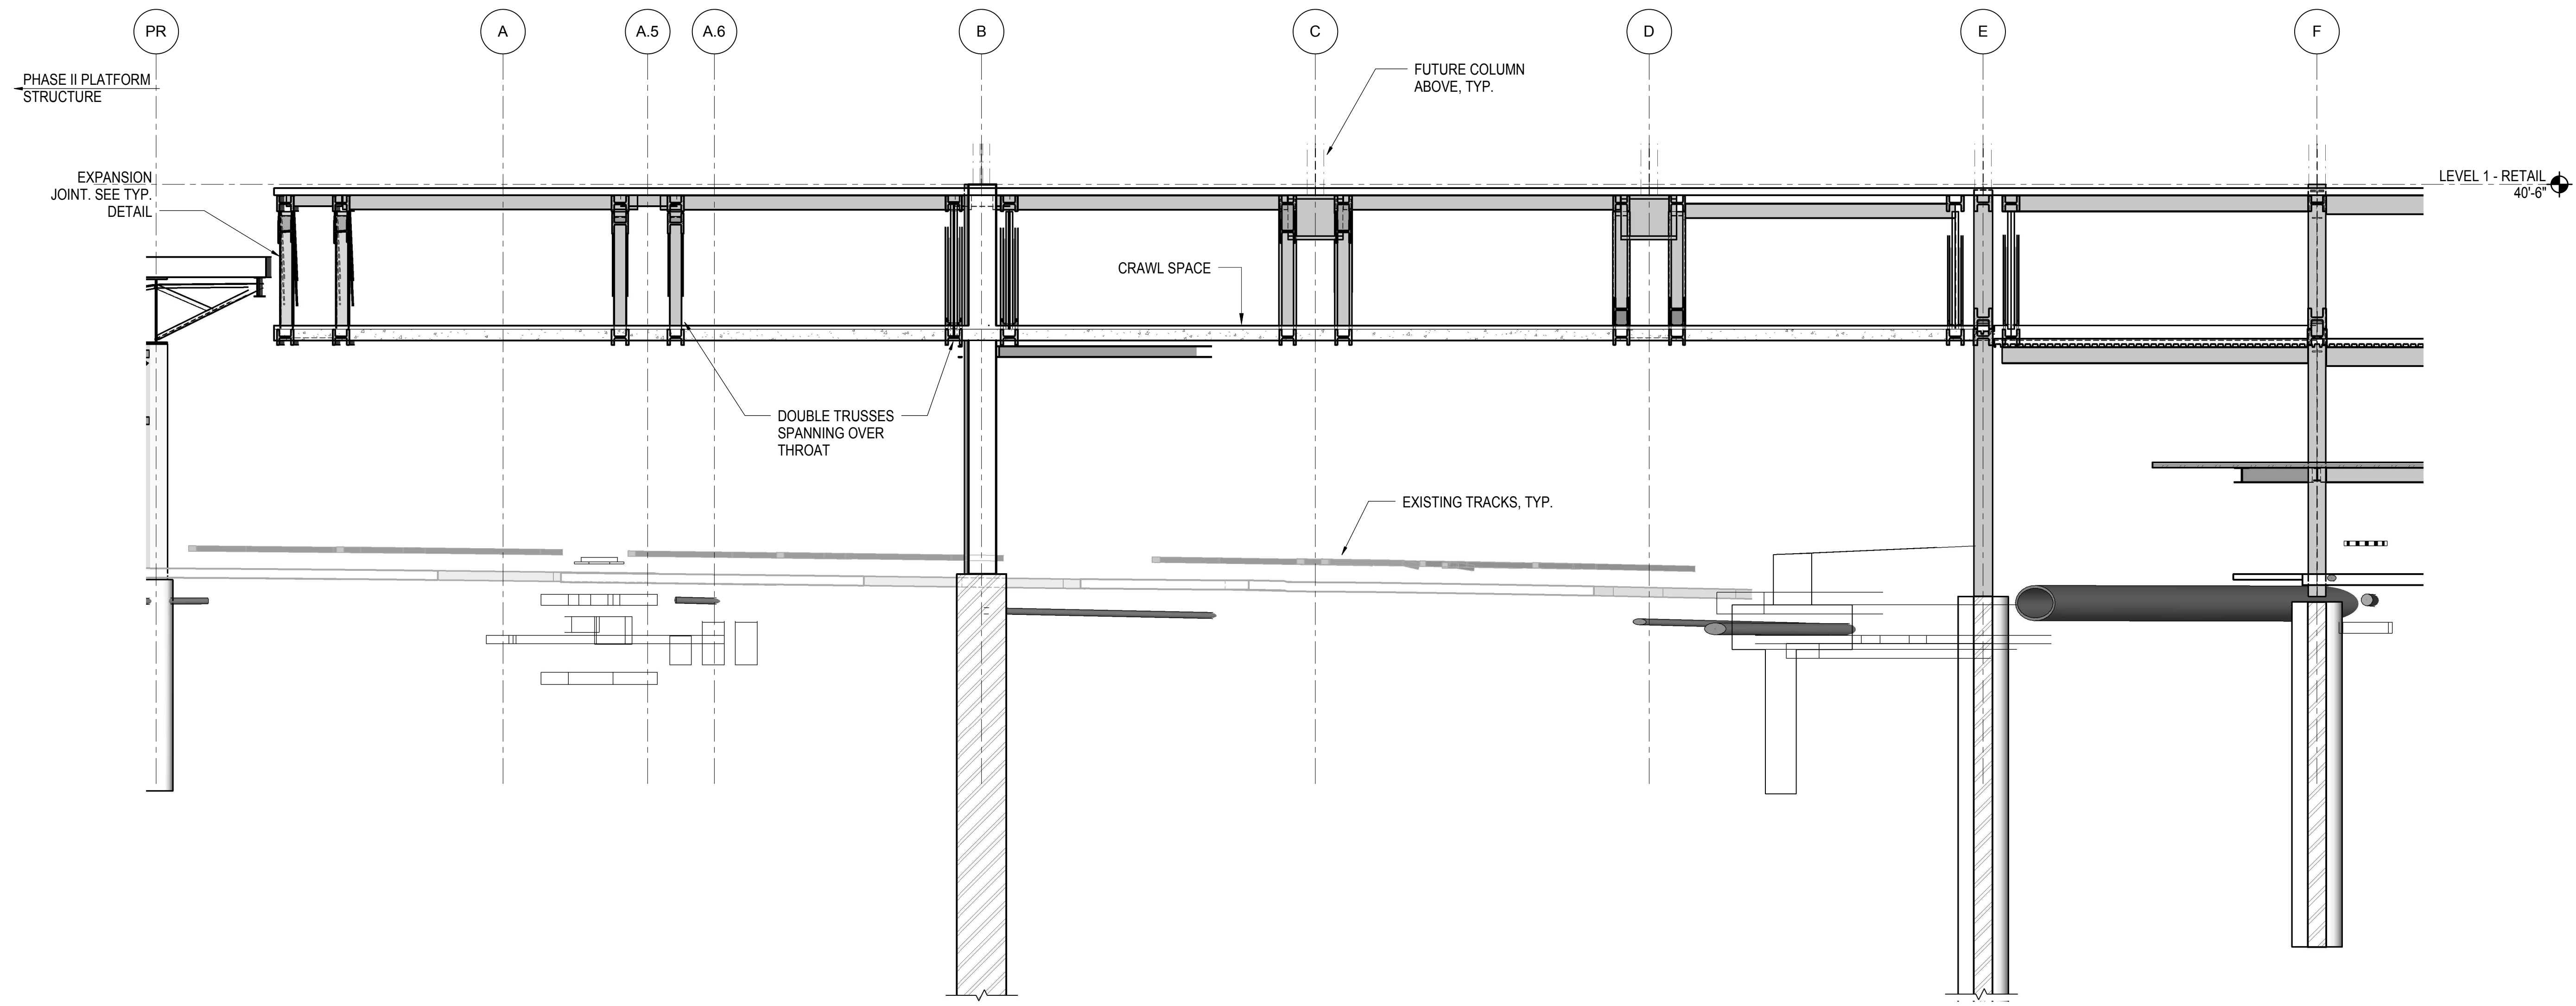 PR
A
A.5
A.6
B
C
D
E
F
PHASE II PLATFORM
STRUCTURE
FUTURE COLUMN
ABOVE, TYP.
EXPANSION
JOINT. SEE TYP.
DETAIL
LEVEL 1 - RETAIL
40'-6"
CRAWL SPACE
DOUBLE TRUSSES
SPANNING OVER
THROAT
EXISTING TRACKS, TYP.